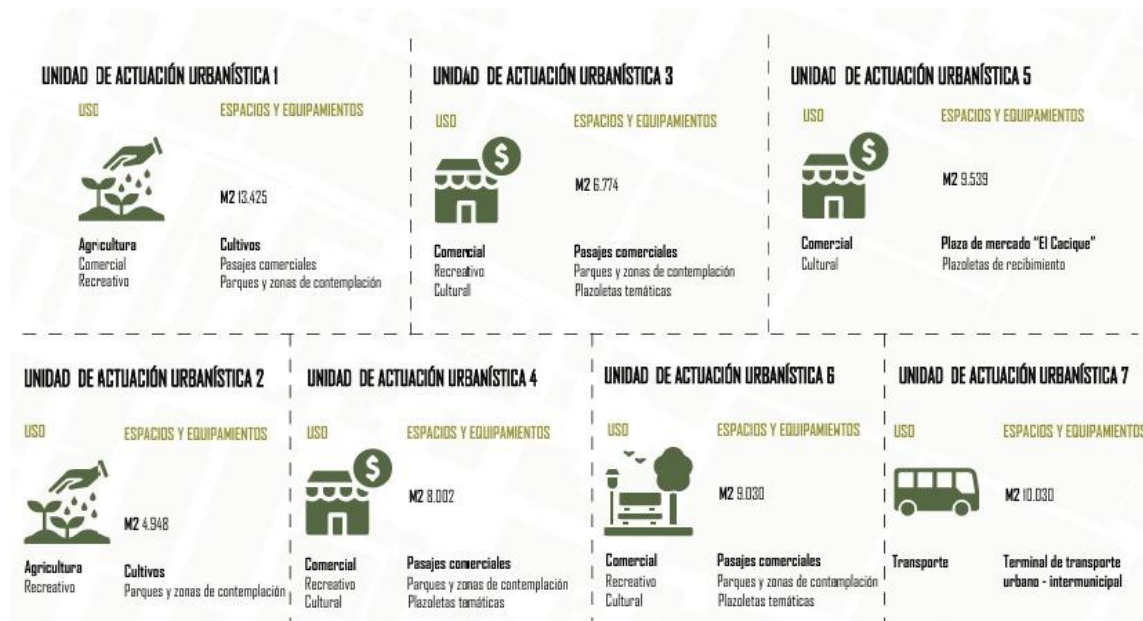 UNIDAD DE ACTUACIÓN URBANÍSTICA 1
USO
ESPACIOS Y EQUIPAMIENTOS
M2 13.425
Agricultura
Comercial
Recreativo
Cultivos
Pasajes comerciales
Parques y zonas de contemplación
UNIDAD DE ACTUACIÓN URBANÍSTICA 3
USO
ESPACIOS Y EQUIPAMIENTOS
$
M2 6.774
Comercial
Recreativo
Cultural
Pasajes comerciales
Parques y zonas de contemplación
Plazoletas temáticas
UNIDAD DE ACTUACIÓN URBANÍSTICA 5
USO
ESPACIOS Y EQUIPAMIENTOS
$
M2 9.539
Comercial
Cultural
Plaza de mercado "El Cacique"
Plazoletas de recibimiento
UNIDAD DE ACTUACIÓN URBANÍSTICA 2
USO
ESPACIOS Y EQUIPAMIENTOS
M2 4.948
Agricultura
Recreativo
Cultivos
Parques y zonas de contemplación
UNIDAD DE ACTUACIÓN URBANÍSTICA 4
USO
ESPACIOS Y EQUIPAMIENTOS
$
M2 8.002
Comercial
Recreativo
Cultural
Pasajes comerciales
Parques y zonas de contemplación
Plazoletas temáticas
UNIDAD DE ACTUACIÓN URBANÍSTICA 6
USO
ESPACIOS Y EQUIPAMIENTOS
M2 9.030
Comercial
Recreativo
Cultural
Pasajes comerciales
Parques y zonas de contemplación
Plazoletas temáticas
UNIDAD DE ACTUACIÓN URBANÍSTICA 7
USO
ESPACIOS Y EQUIPAMIENTOS
M2 10.030
Transporte
Terminal de transporte
urbano - intermunicipal